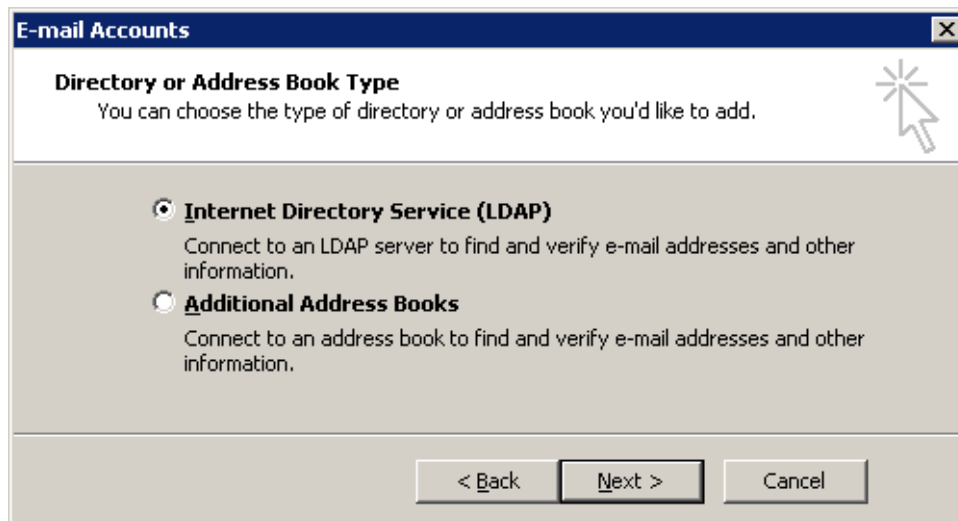 E-mail Accounts
Directory or Address Book Type
You can choose the type of directory or address book you'd like to add.
Internet Directory Service (LDAP)
Connect to an LDAP server to find and verify e-mail addresses and other
information.
Additional Address Books
Connect to an address book to find and verify e-mail addresses and other
information.
< Back Next > Cancel